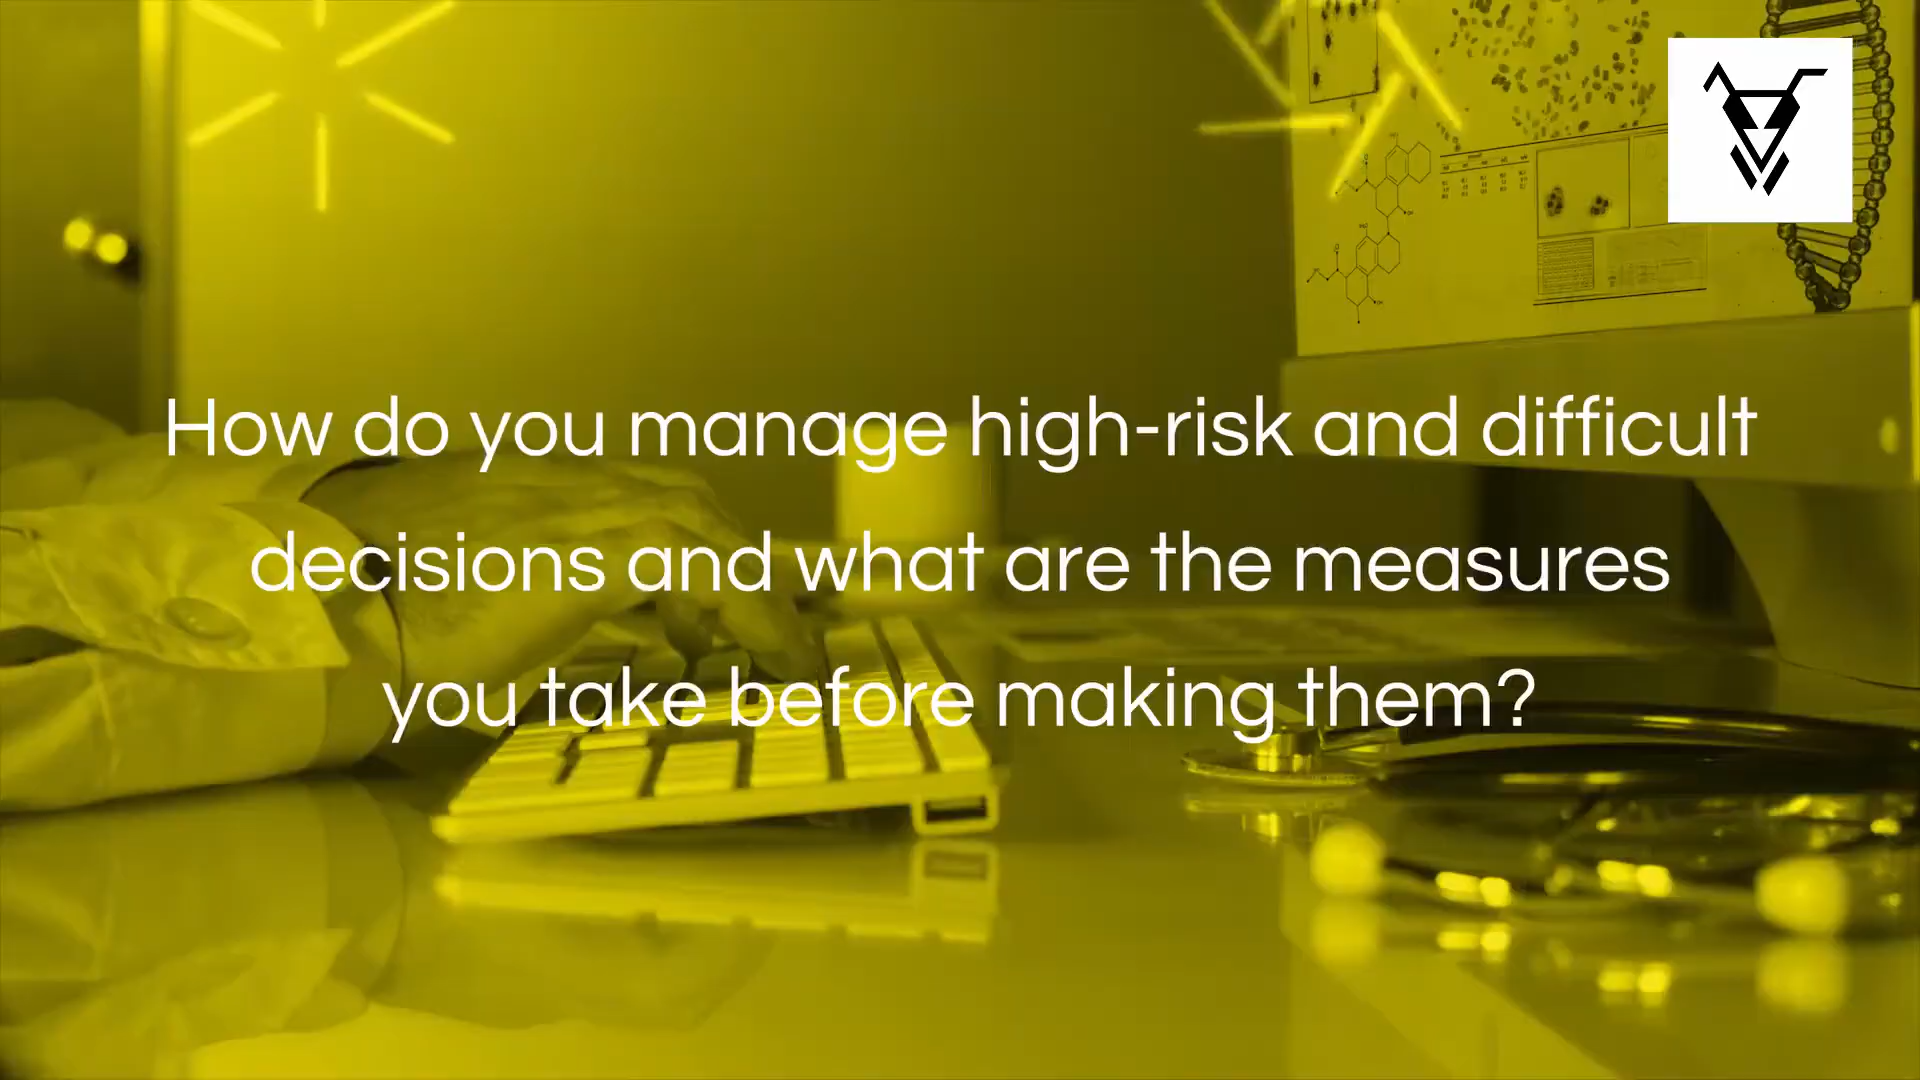 How do you manage high-risk and difficult
decisions and what are the measures
you take before making them?